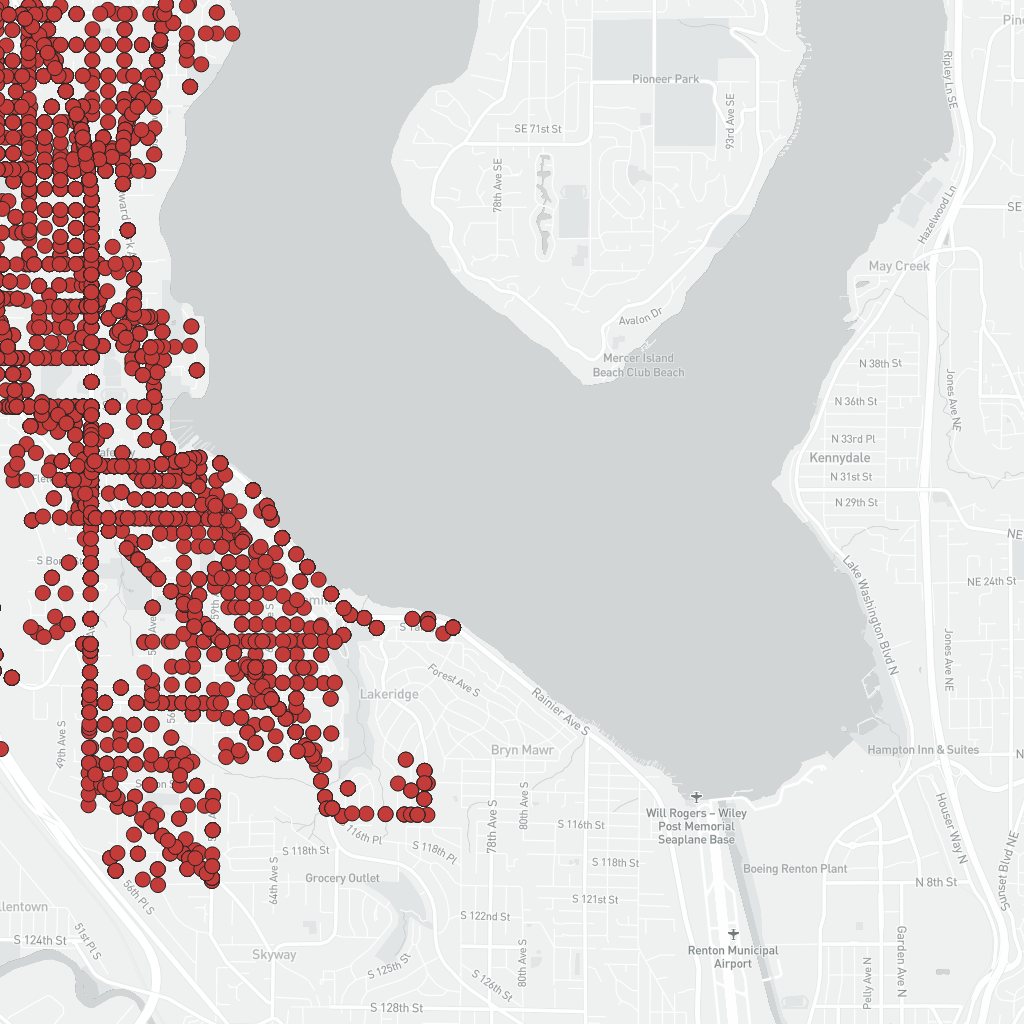 Pioneer Park
Ripley Ln SE
93rd Ave SE
SE 71st St
78th Ave SE
Hazelwood Ln
SE
May Creek
Avalon Dr
Mercer Island
Beach Club Beach
N 38th St
Jones Ave NE
N 36th St
N 33rd Pl
Kennydale
N 31st St
N 29th St
NE
Lake Washington Blvd N
NE 24th St
Jones Ave NE
Forest Ave S
Lakeridge
Rainier Ave S
49th Ave S
Bryn Mawr
Hampton Inn & Suites
N
80th Ave S
78th Ave S
Will Rogers – Wiley
Post Memorial
Seaplane Base
S 116th St
116th Pl
S 118th St
S 118th Pl
Houser Way N
Sunset Blvd NE
S 118th St
Boeing Renton Plant
Grocery Outlet
64th Ave S
N 8th St
56th Pl S
S 121st St
S 122nd St
S 124th St
51st Pl S
Garden Ave N
Renton Municipal
Airport
Skyway
80th Ave S
S 125th St
S 126th St
Pelly Ave N
S 128th St